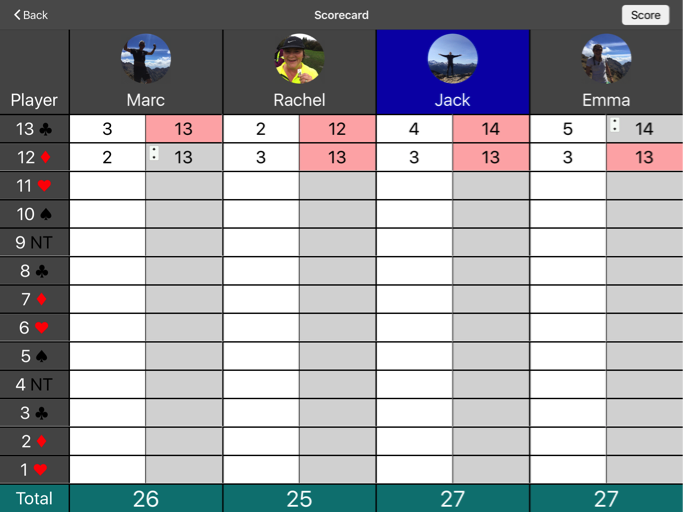 Back Scorecard Score
Player Marc Rachel Jack Emma
13 ♣ 3 13 2 12 4 14 5 14
12 ♦ 2 13 3 13 3 13 3 13
11 ♥
10 ♠
9 NT
8 ♣
7 ♦
6 ♥
5 ♠
4 NT
3 ♣
2 ♦
1 ♥
Total 26 25 27 27